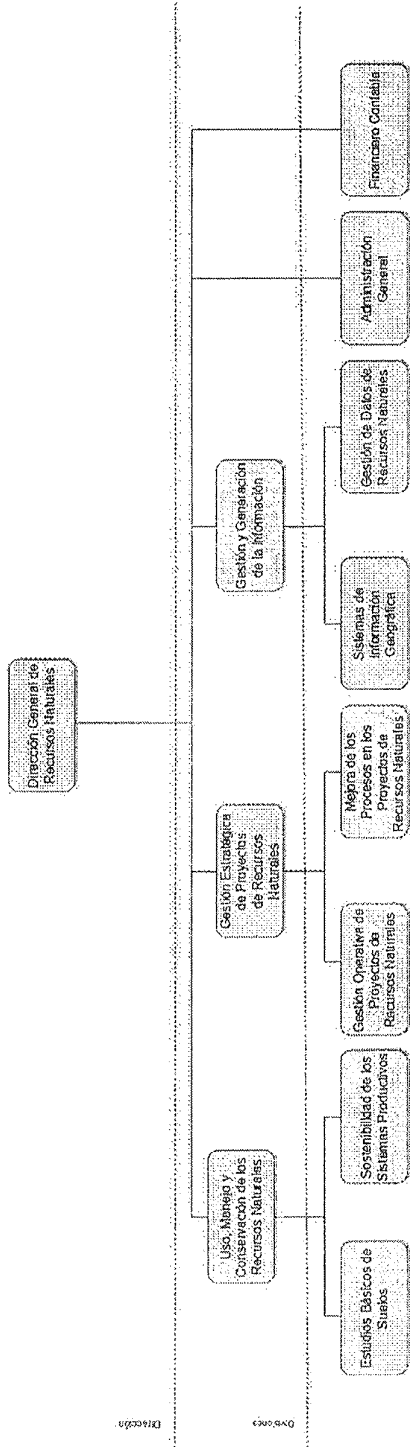 Dirección
Divisiones
Dirección General de
Recursos Naturales
Uso, Manejo y
Conservación de los
Recursos Naturales
Gestión Estratégica
de Proyectos
de Recursos
Naturales
Gestión y Generación
de la Información
Estudios Básicos de
Suelos
Sostenibilidad de los
Sistemas Productivos
Gestión Operativa de
Proyectos de
Recursos Naturales
Mejora de los
Procesos en los
Proyectos de
Recursos Naturales
Sistemas de
Información
Geográfica
Gestión de Datos de
Recursos Naturales
Administración
General
Financiero Contable